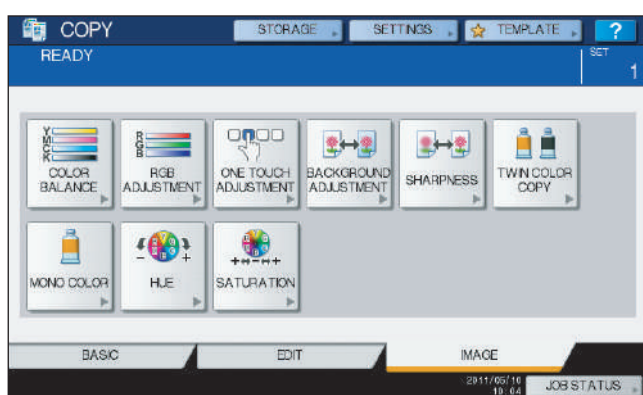 COPY
STORAGE
SETTINGS
TEMPLATE
?
READY
SET
1
Y
M
C
K
COLOR
BALANCE
R
G
B
RGB
ADJUSTMENT
ONE TOUCH
ADJUSTMENT
BACKGROUND
ADJUSTMENT
SHARPNESS
TWIN COLOR
COPY
MONO COLOR
- +
HUE
++-++
SATURATION
BASIC
EDIT
IMAGE
2011/05/10
10:04
JOB STATUS